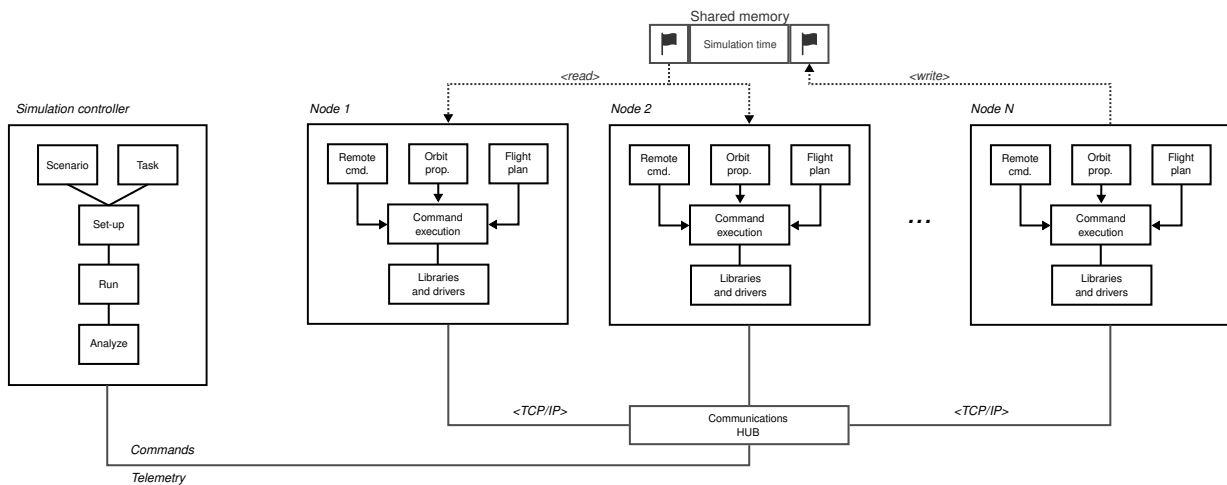 Shared memory
Simulation time
<read>
<write>
Simulation controller
Scenario
Task
Set-up
Run
Analyze
Node 1
Remote
cmd.
Orbit
prop.
Flight
plan
Command
execution
Libraries
and drivers
Node 2
Remote
cmd.
Orbit
prop.
Flight
plan
Command
execution
Libraries
and drivers
...
Node N
Remote
cmd.
Orbit
prop.
Flight
plan
Command
execution
Libraries
and drivers
<TCP/IP>
Communications
HUB
<TCP/IP>
Commands
Telemetry